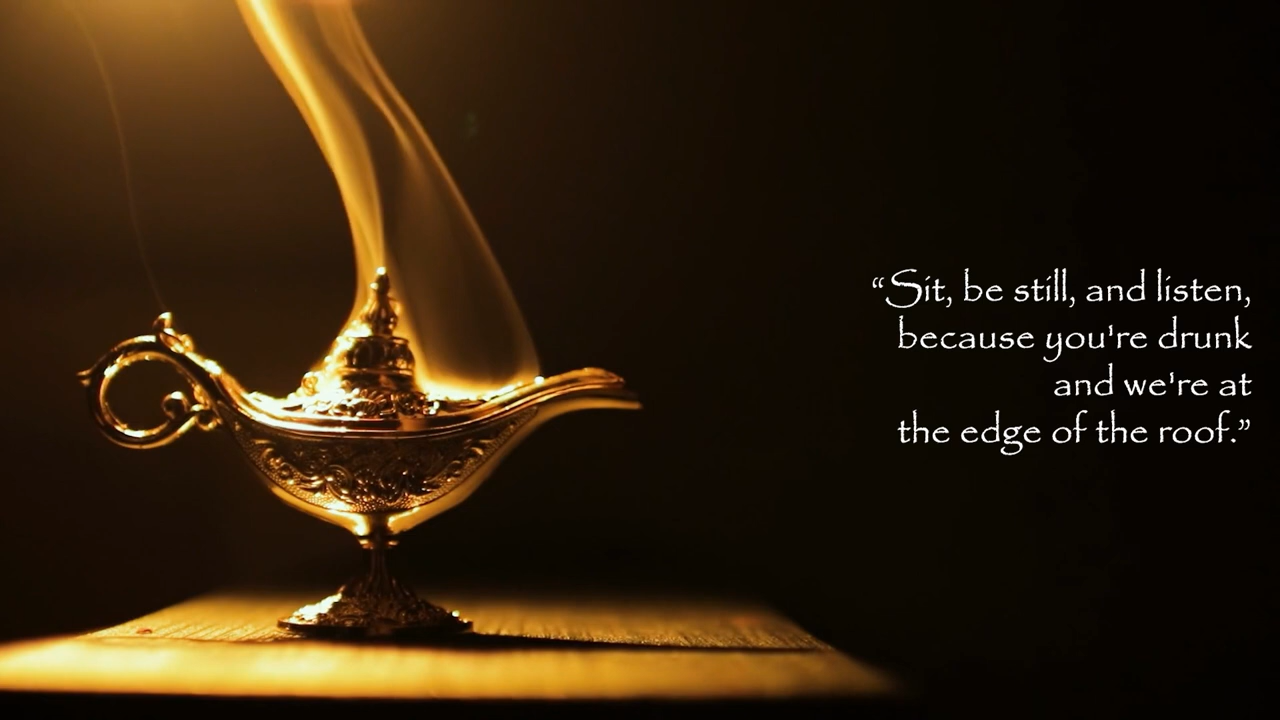 “Sit, be still, and listen,
because you're drunk
and we're at
the edge of the roof.”